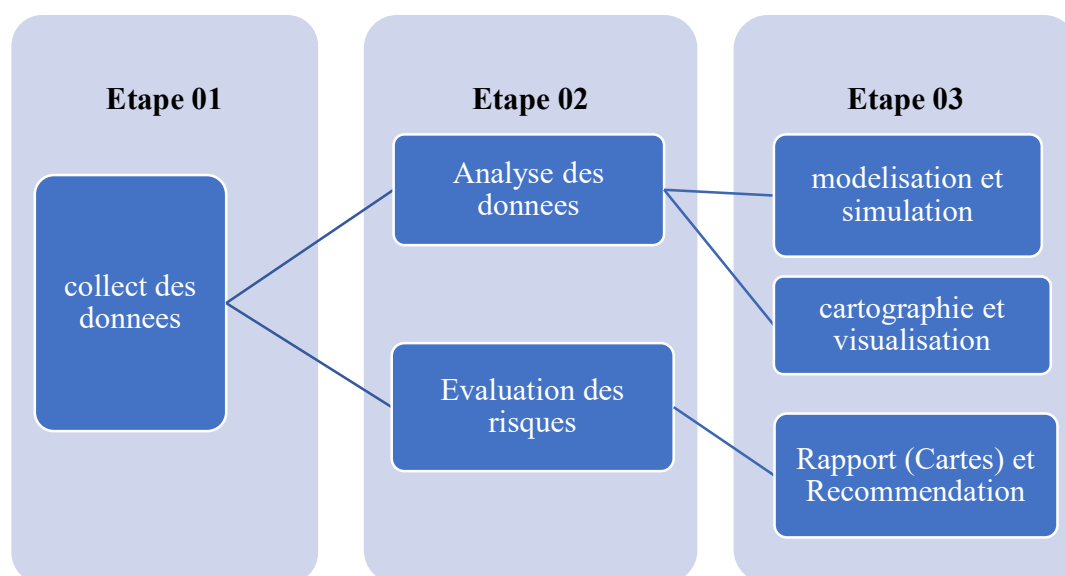 Etape 01
collect des
donnees
Etape 02
Analyse des
donnees
Evaluation des
risques
Etape 03
modelisation et
simulation
cartographie et
visualisation
Rapport (Cartes) et
Recommendation